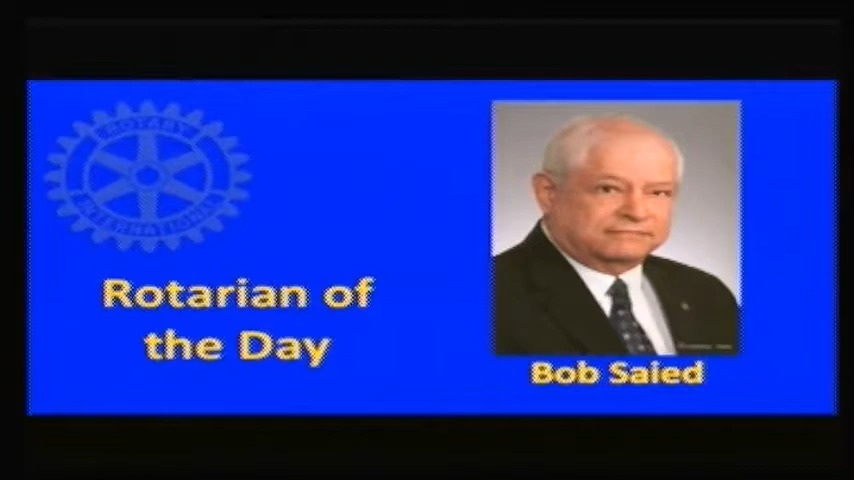 ROTARY
INTERNATIONAL
Rotarian of
the Day
Bob Saied